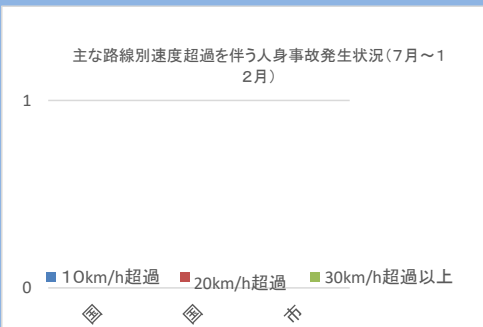 主な路線別速度超過を伴う人身事故発生状況（７月～１
２月）
1
0
10km/h超過 20km/h超過 30km/h超過以上
国 国 市